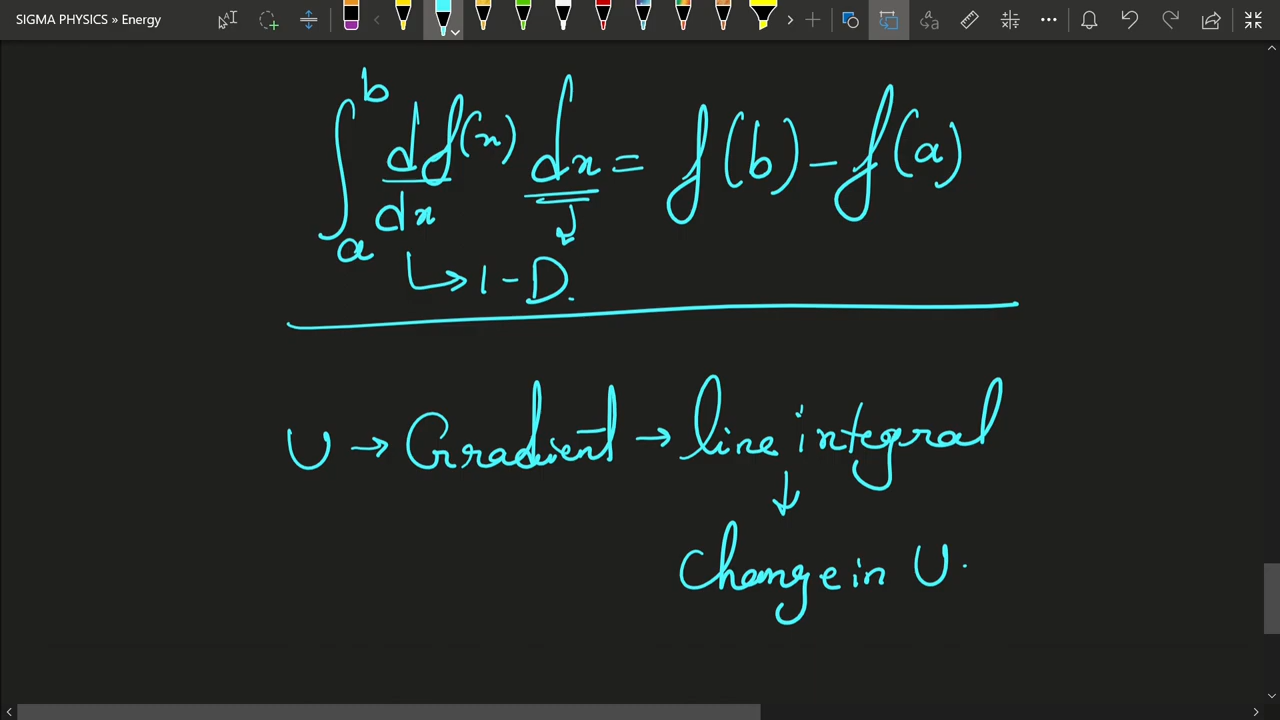 SIGMA PHYSICS » Energy
∫ₐᵇ df(x)/dx dx = f(b) - f(a)
↳ 1-D.
U → Gradient → line integral
↓
Change in U.